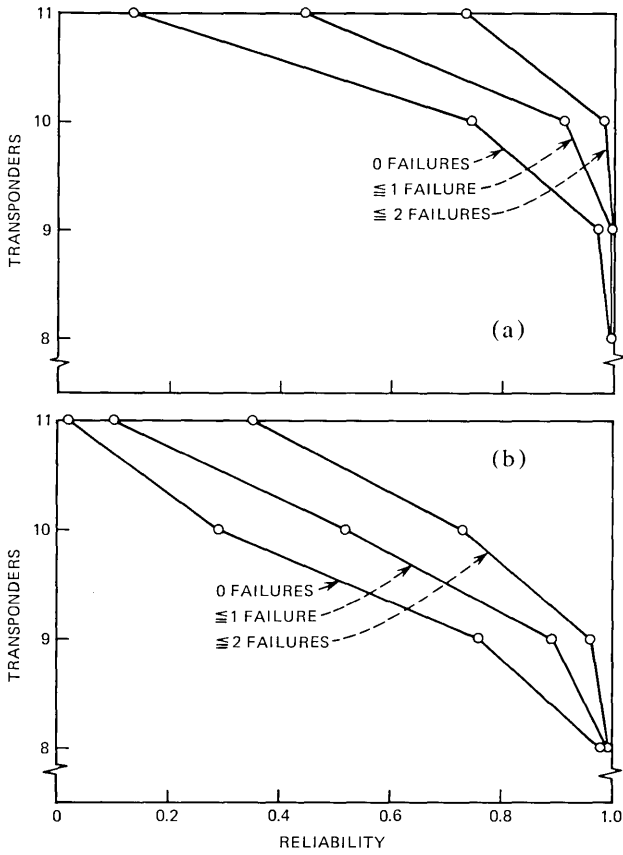 11
10
9
8
TRANSPONDERS
0 FAILURES
≦ 1 FAILURE
≦ 2 FAILURES
(a)
11
10
9
8
TRANSPONDERS
(b)
0 FAILURES
≦ 1 FAILURE
≦ 2 FAILURES
0 0.2 0.4 0.6 0.8 1.0
RELIABILITY